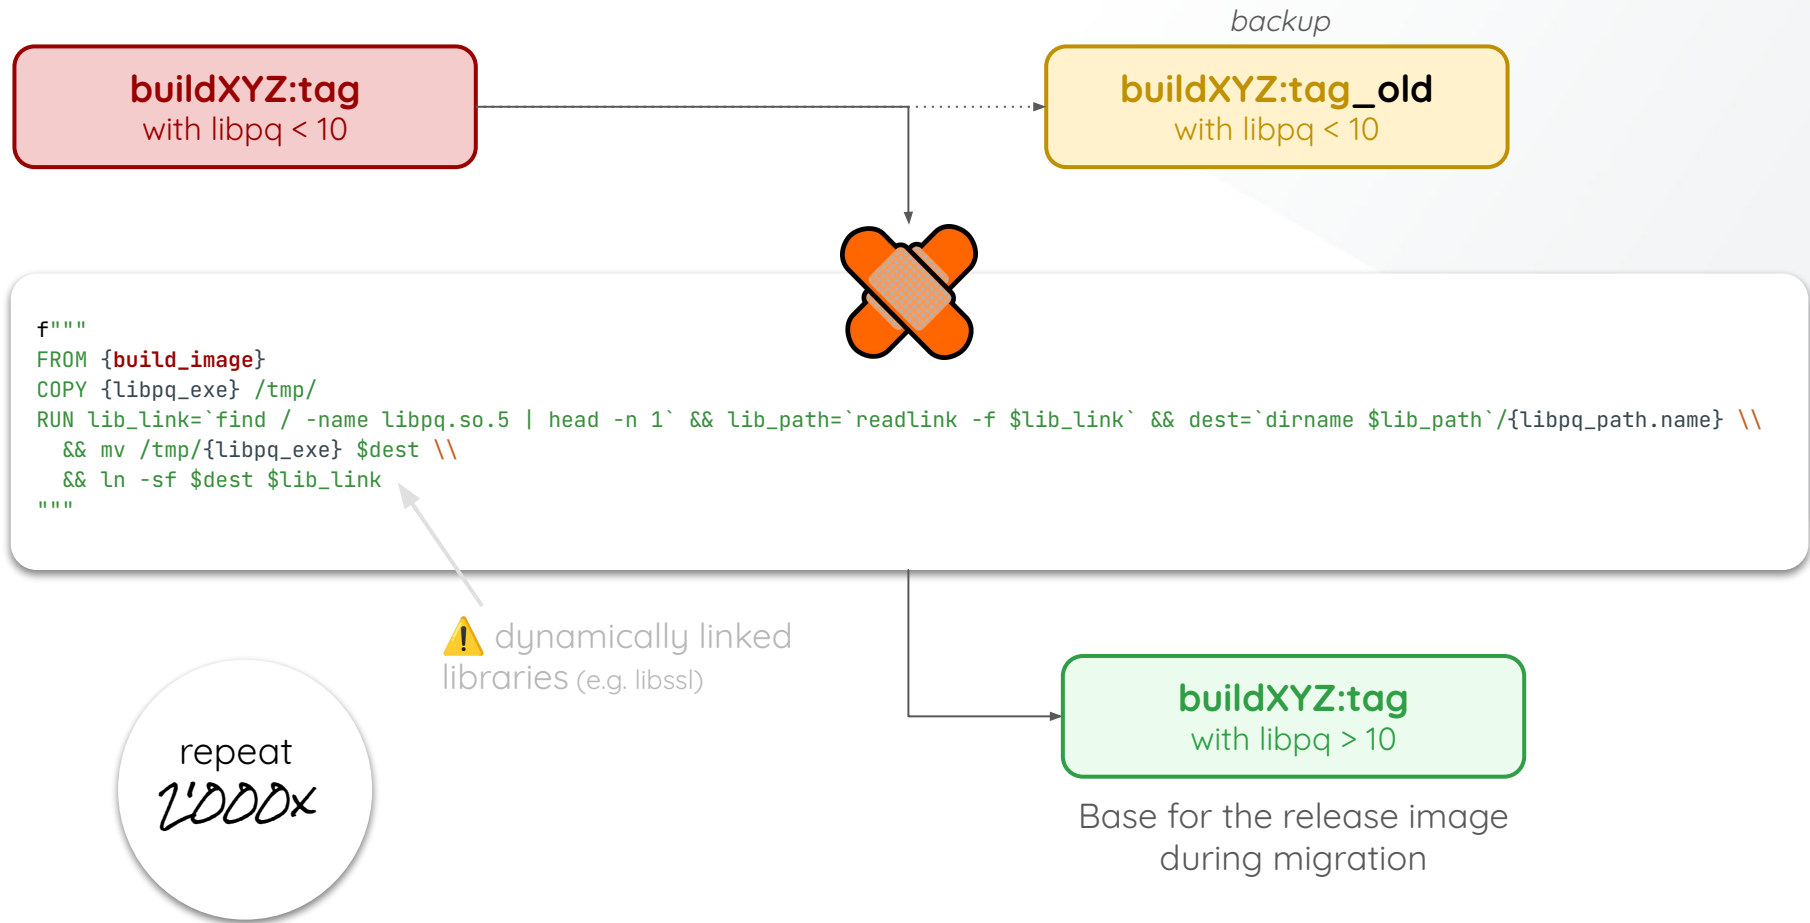 backup
buildXYZ:tag
with libpq < 10
buildXYZ:tag_old
with libpq < 10
f"""
FROM {build_image}
COPY {libpq_exe} /tmp/
RUN lib_link=`find / -name libpq.so.5 | head -n 1` && lib_path=`readlink -f $lib_link` && dest=`dirname $lib_path`/{libpq_path.name} \\
&& mv /tmp/{libpq_exe} $dest \\
&& ln -sf $dest $lib_link
"""
⚠️ dynamically linked
libraries (e.g. libssl)
repeat
2'000x
buildXYZ:tag
with libpq > 10
Base for the release image
during migration